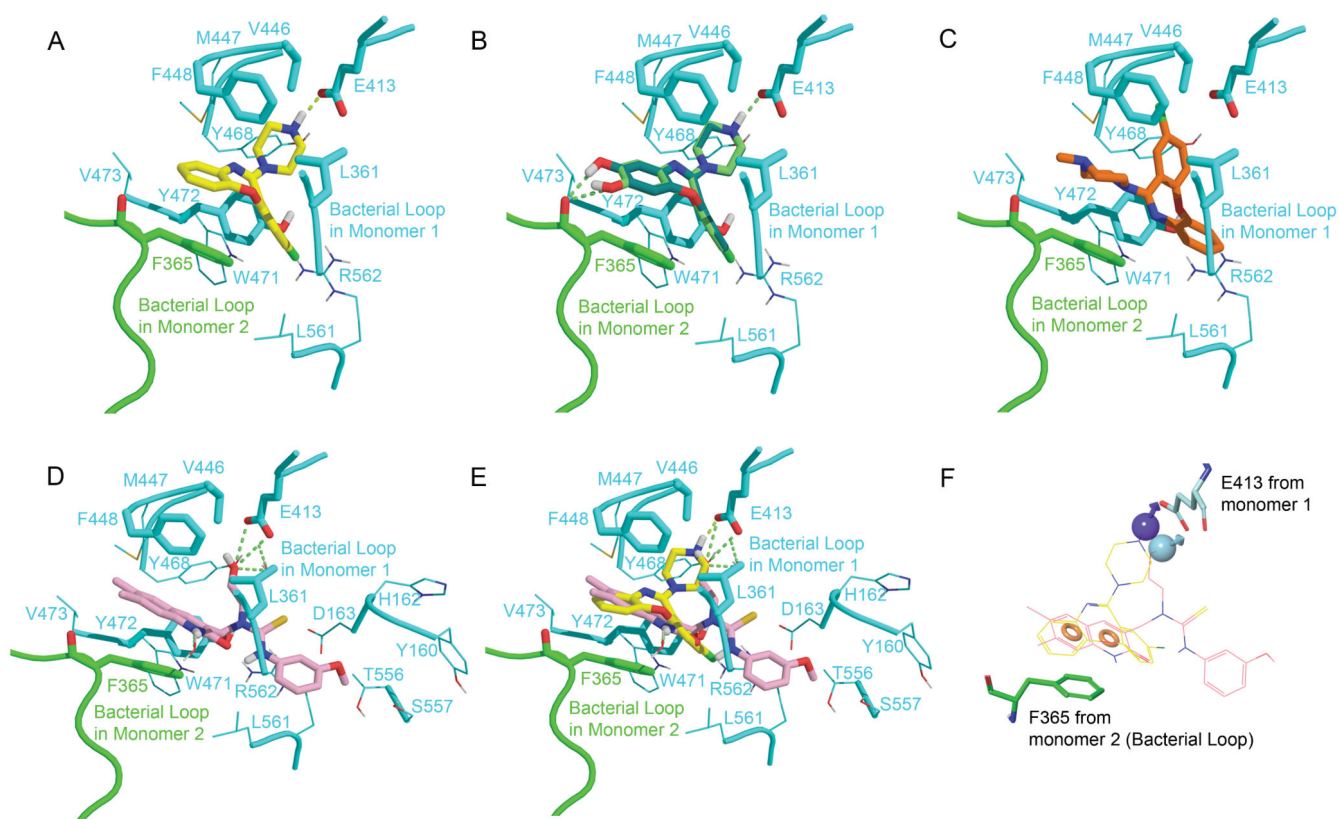 A
V446
M447
F448
E413
Y468
L361
V473
Y472
Bacterial Loop
in Monomer 1
F365
W471
R562
Bacterial Loop
in Monomer 2
L561
B
V446
M447
F448
E413
Y468
L361
V473
Y472
Bacterial Loop
in Monomer 1
F365
W471
R562
Bacterial Loop
in Monomer 2
L561
C
V446
M447
F448
E413
Y468
L361
V473
Y472
Bacterial Loop
in Monomer 1
F365
W471
R562
Bacterial Loop
in Monomer 2
L561
D
V446
M447
F448
E413
Bacterial Loop
in Monomer 1
Y468
L361
H162
D163
V473
Y472
Y160
F365
W471
R562
T556
S557
Bacterial Loop
in Monomer 2
L561
E
V446
M447
F448
E413
Bacterial Loop
in Monomer 1
Y468
L361
H162
D163
V473
Y472
Y160
F365
W471
R562
T556
S557
Bacterial Loop
in Monomer 2
L561
F
E413 from
monomer 1
F365 from
monomer 2 (Bacterial Loop)